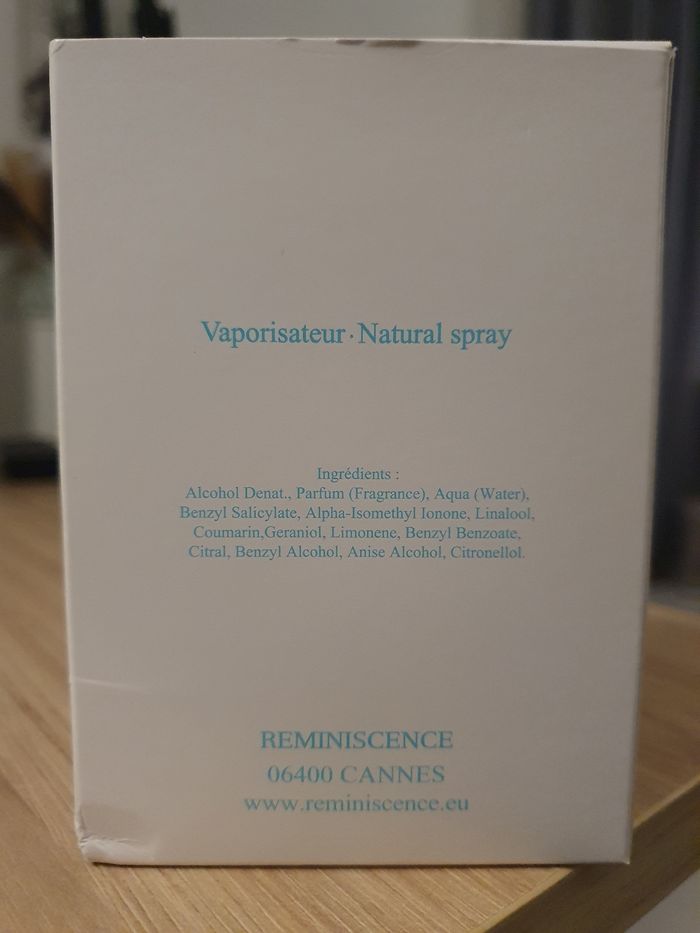 Vaporisateur · Natural spray
Ingrédients :
Alcohol Denat., Parfum (Fragrance), Aqua (Water),
Benzyl Salicylate, Alpha-Isomethyl Ionone, Linalool,
Coumarin,Geraniol, Limonene, Benzyl Benzoate,
Citral, Benzyl Alcohol, Anise Alcohol, Citronellol.
REMINISCENCE
06400 CANNES
www.reminiscence.eu